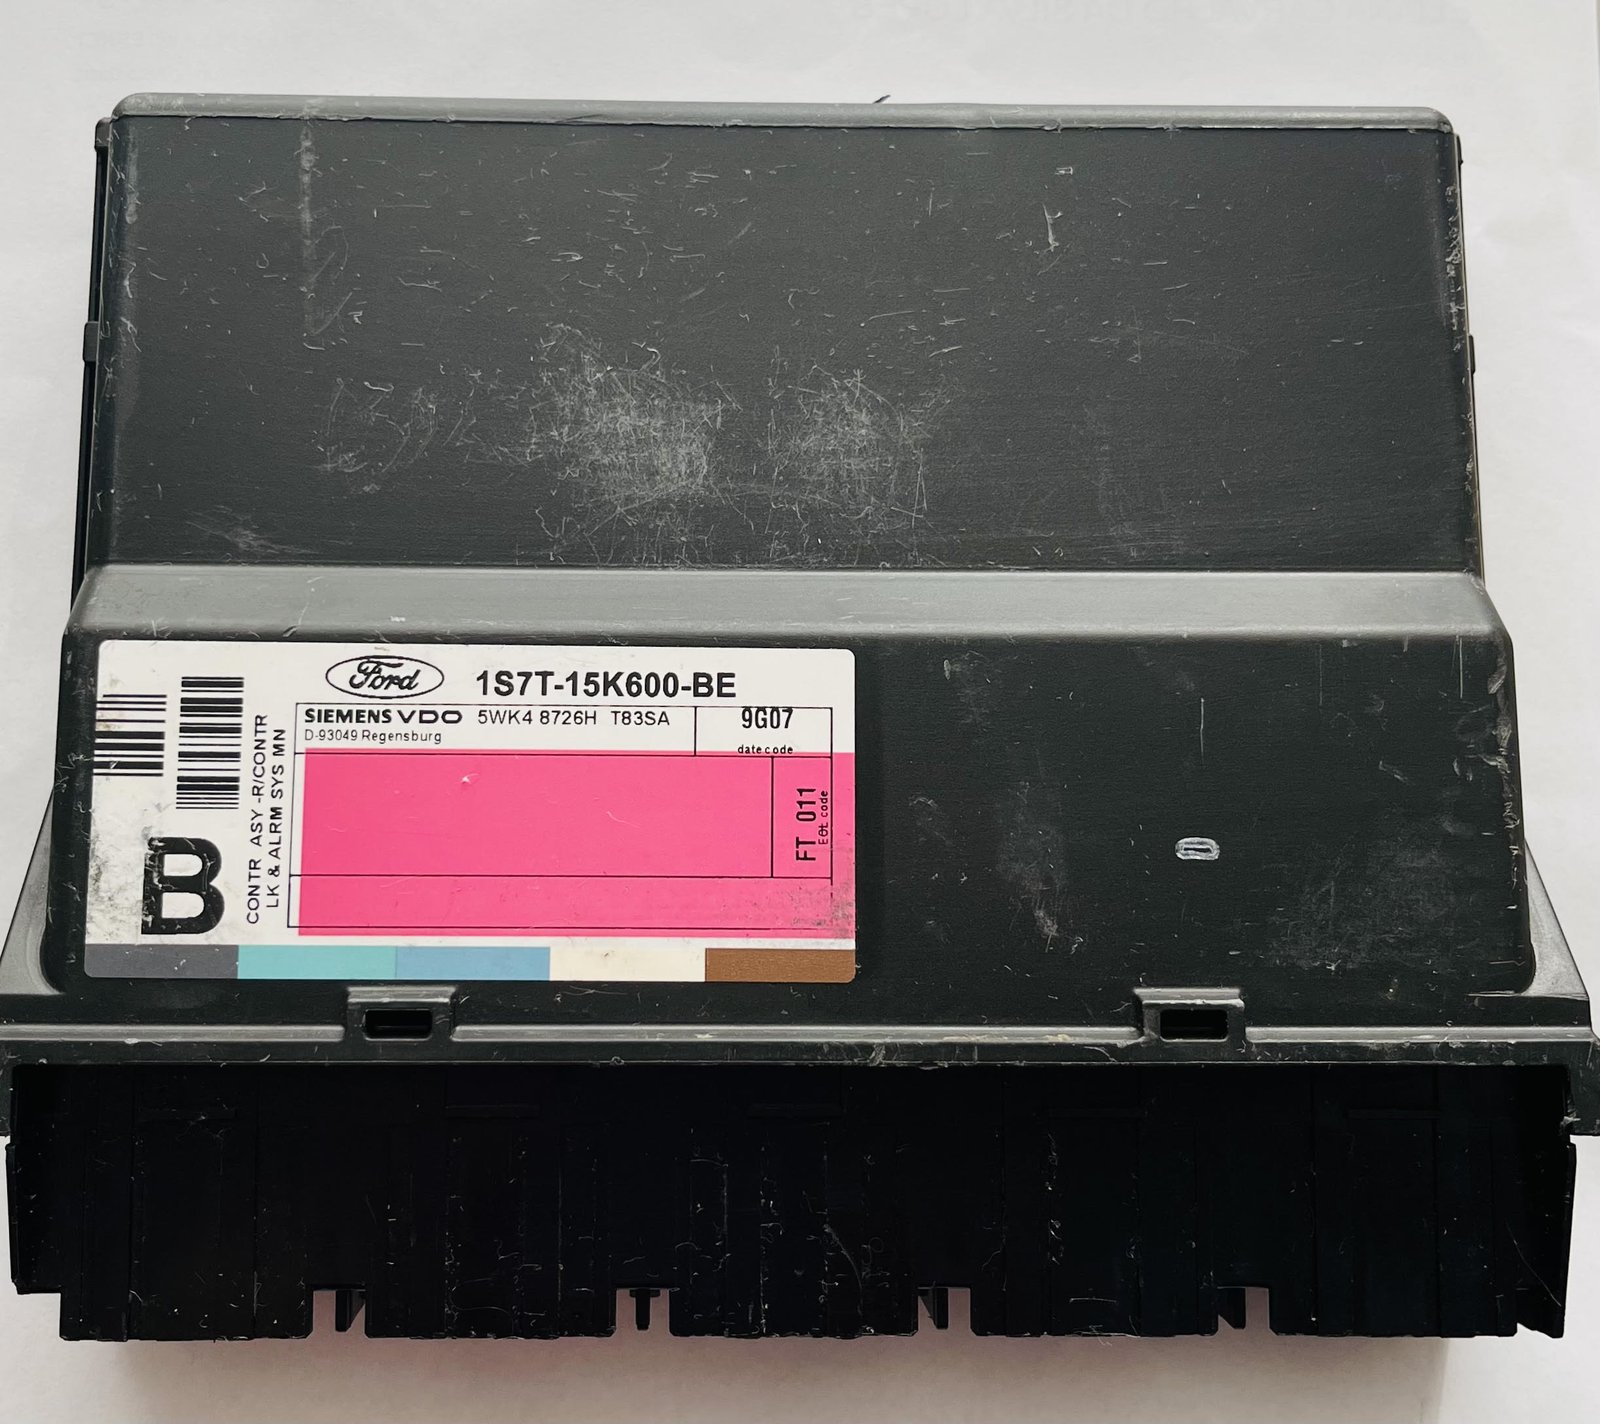 Ford 1S7T-15K600-BE
SIEMENS VDO 5WK4 8726H T83SA 9G07
D-93049 Regensburg date code
FT 011
EOL code
CONTR ASY -R/CONTR
LK & ALRM SYS MN
B